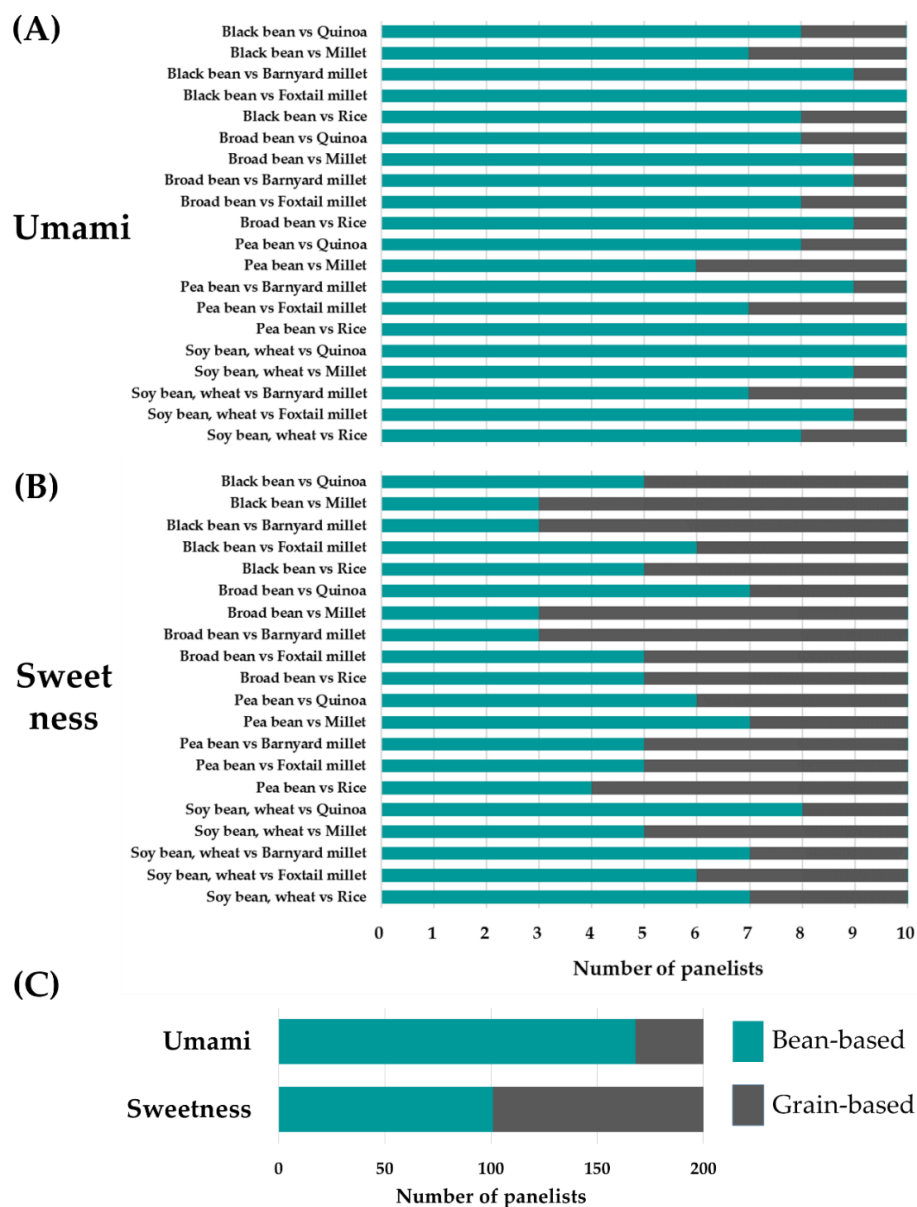 (A)
Umami
Black bean vs Quinoa
Black bean vs Millet
Black bean vs Barnyard millet
Black bean vs Foxtail millet
Black bean vs Rice
Broad bean vs Quinoa
Broad bean vs Millet
Broad bean vs Barnyard millet
Broad bean vs Foxtail millet
Broad bean vs Rice
Pea bean vs Quinoa
Pea bean vs Millet
Pea bean vs Barnyard millet
Pea bean vs Foxtail millet
Pea bean vs Rice
Soy bean, wheat vs Quinoa
Soy bean, wheat vs Millet
Soy bean, wheat vs Barnyard millet
Soy bean, wheat vs Foxtail millet
Soy bean, wheat vs Rice
(B)
Sweet
ness
Black bean vs Quinoa
Black bean vs Millet
Black bean vs Barnyard millet
Black bean vs Foxtail millet
Black bean vs Rice
Broad bean vs Quinoa
Broad bean vs Millet
Broad bean vs Barnyard millet
Broad bean vs Foxtail millet
Broad bean vs Rice
Pea bean vs Quinoa
Pea bean vs Millet
Pea bean vs Barnyard millet
Pea bean vs Foxtail millet
Pea bean vs Rice
Soy bean, wheat vs Quinoa
Soy bean, wheat vs Millet
Soy bean, wheat vs Barnyard millet
Soy bean, wheat vs Foxtail millet
Soy bean, wheat vs Rice
0 1 2 3 4 5 6 7 8 9 10
Number of panelists
(C)
Umami
Sweetness
0 50 100 150 200
Number of panelists
Bean-based
Grain-based